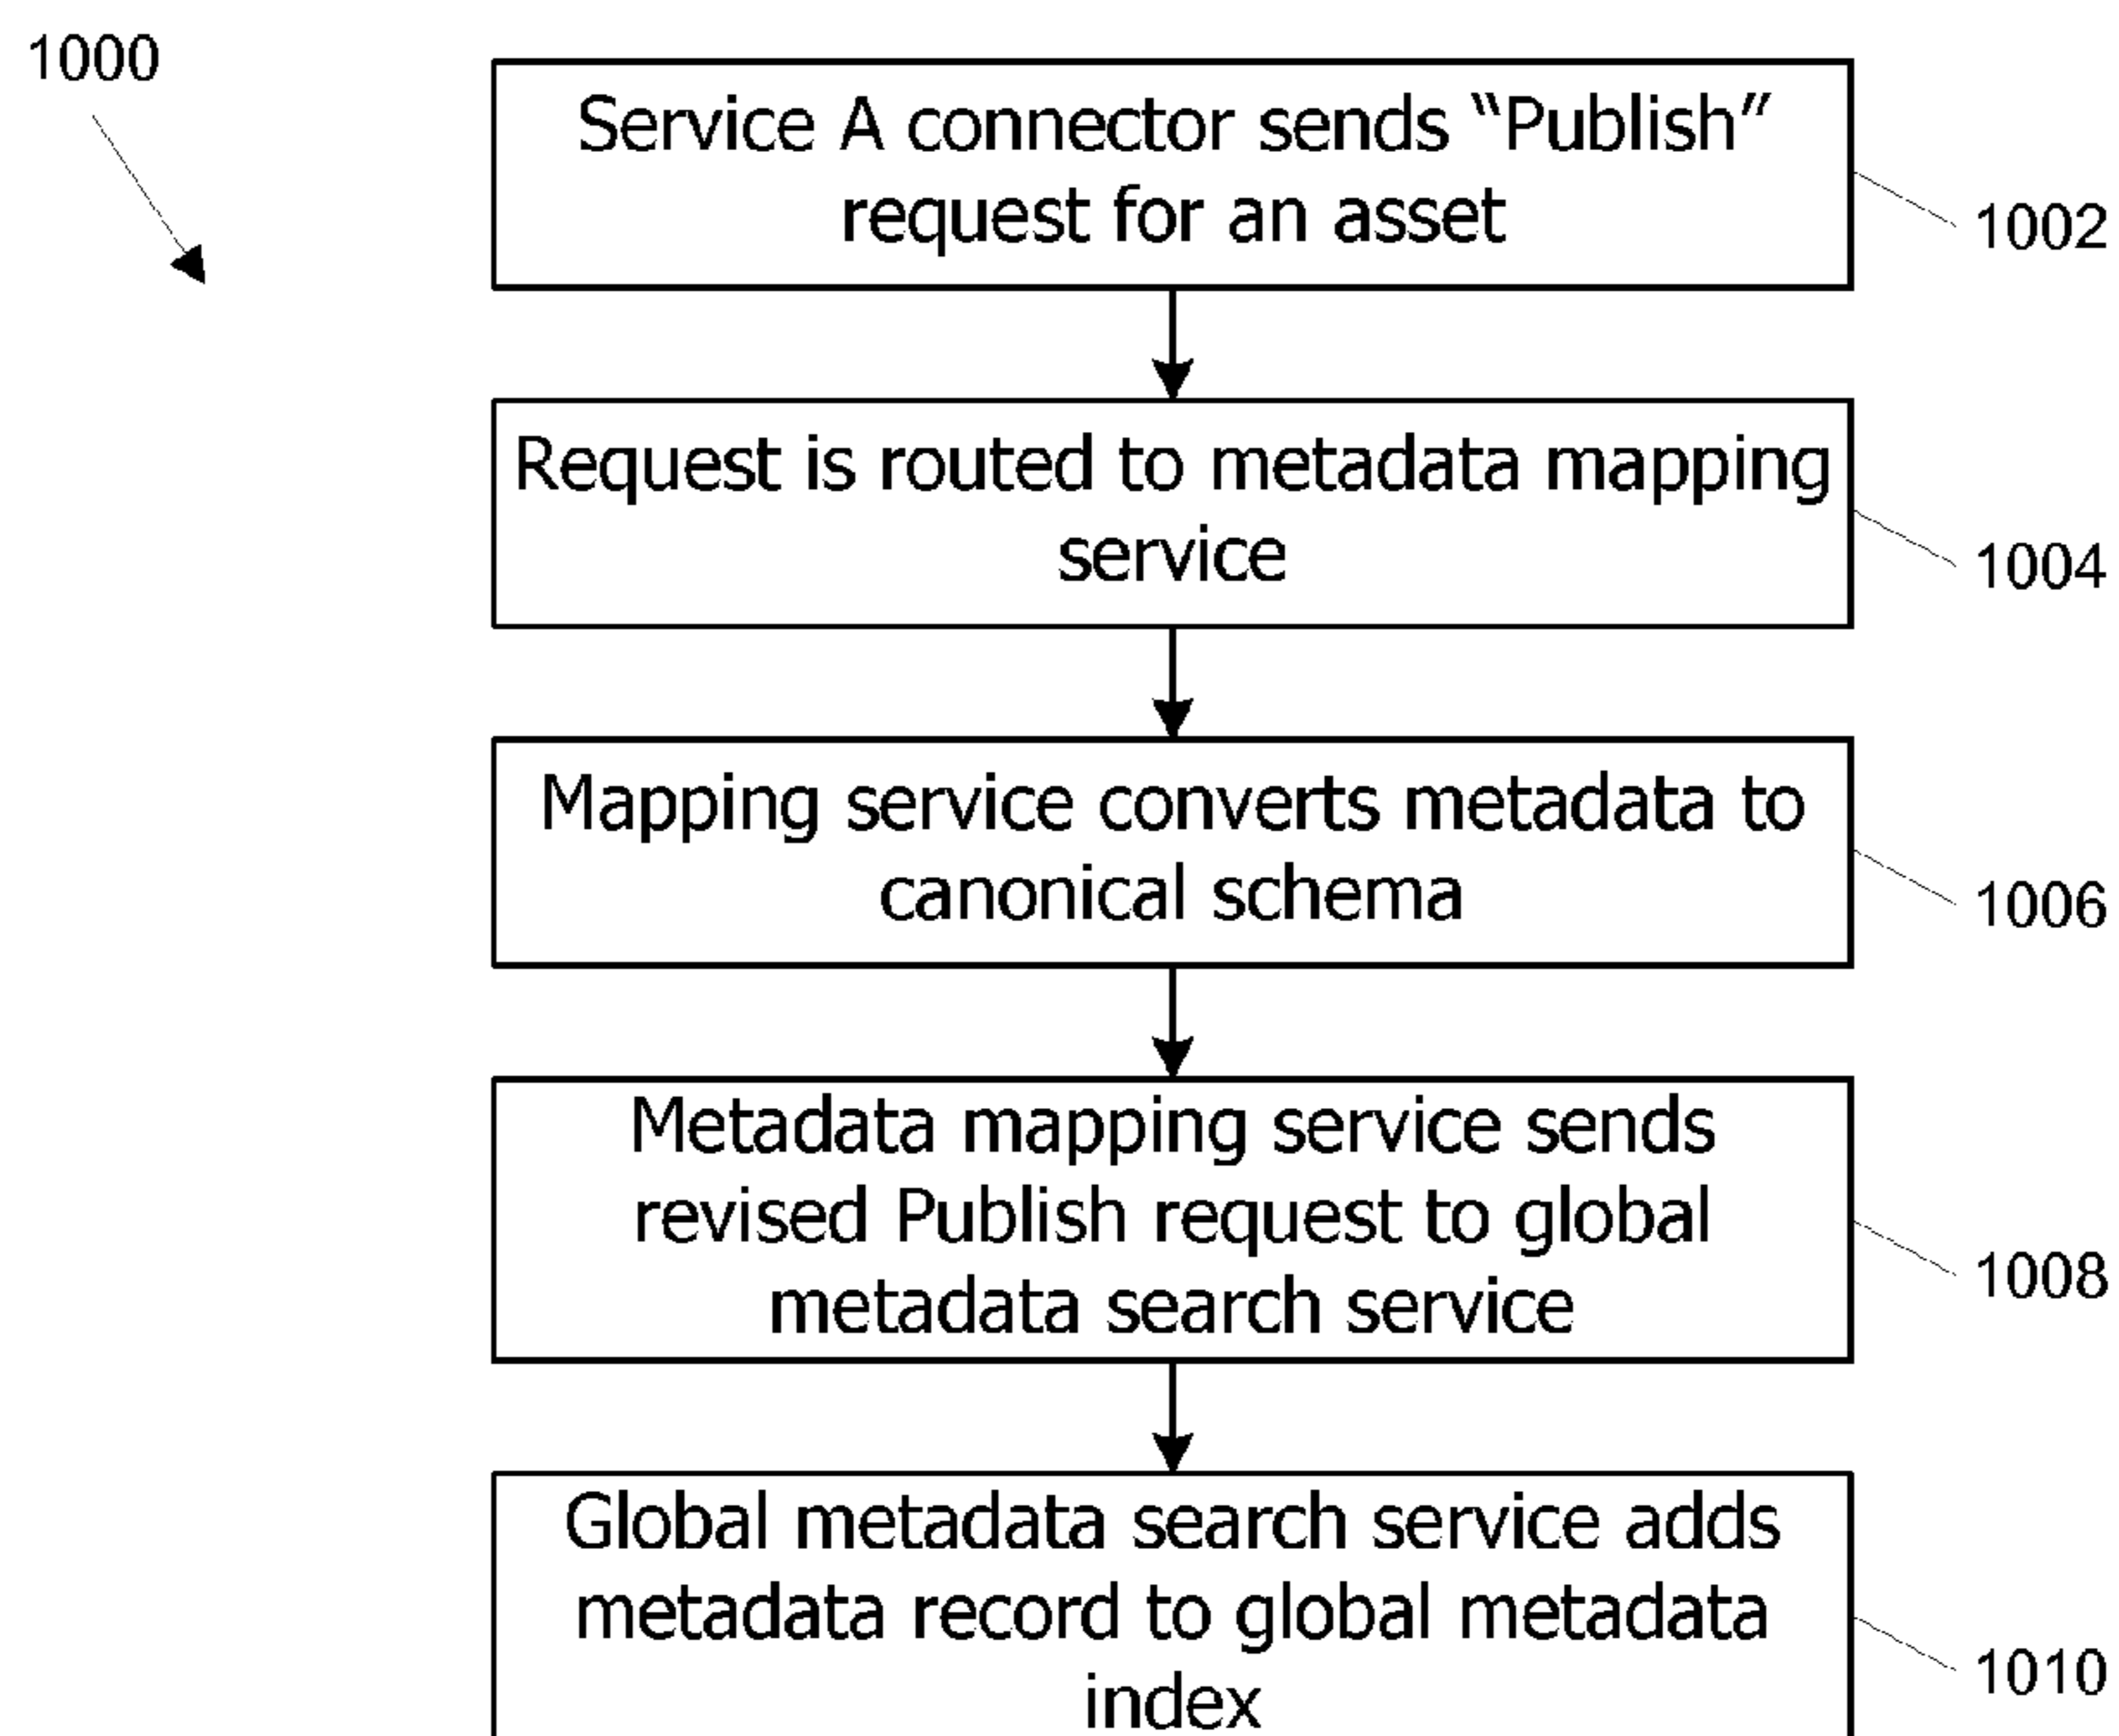 1000
Service A connector sends “Publish”
request for an asset
1002
Request is routed to metadata mapping
service
1004
Mapping service converts metadata to
canonical schema
1006
Metadata mapping service sends
revised Publish request to global
metadata search service
1008
Global metadata search service adds
metadata record to global metadata
index
1010